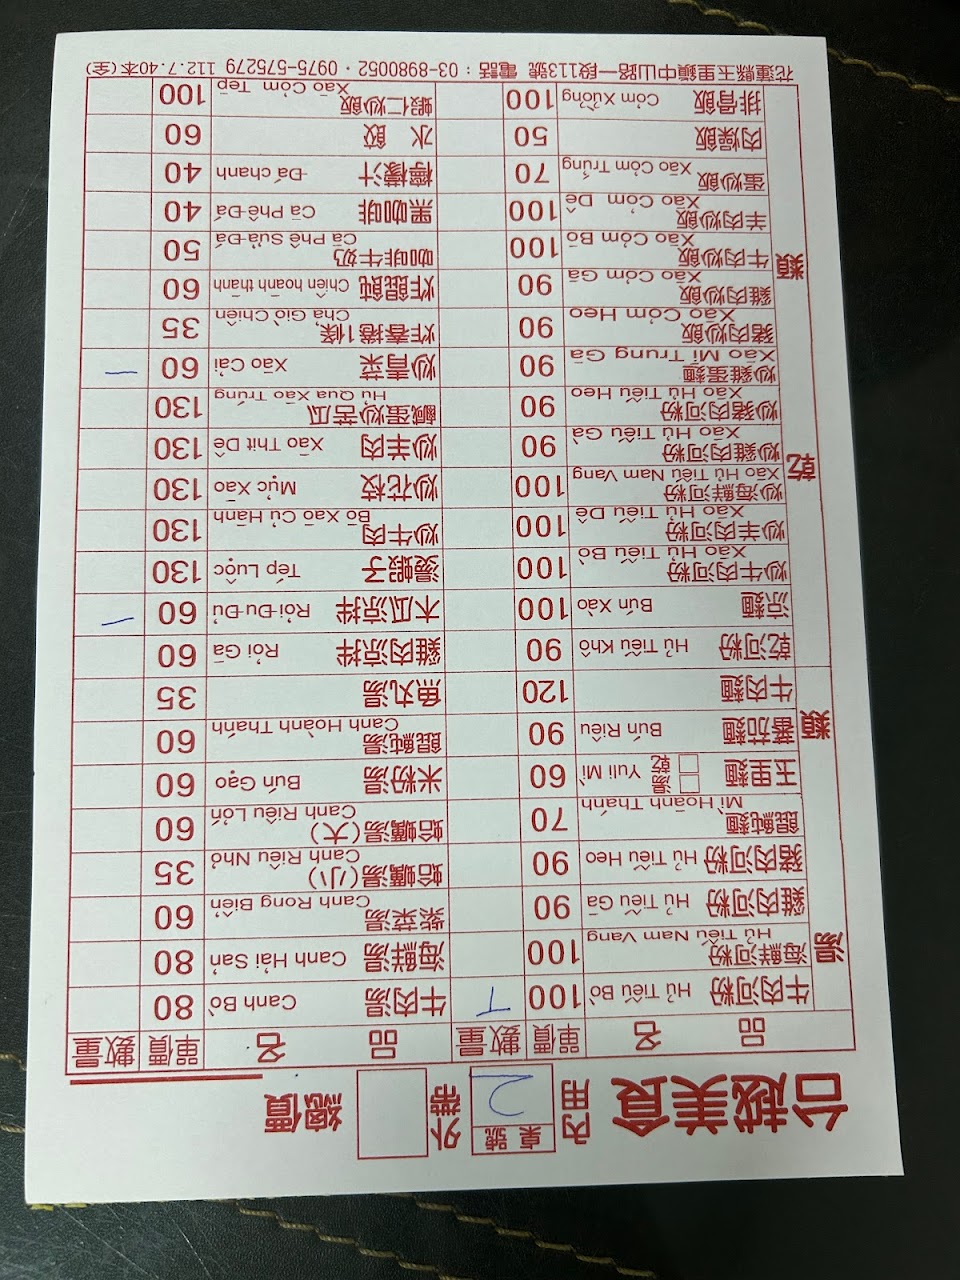 台越美食 內用 桌號 2 外帶 總價
品 名 單價 數量 品 名 單價 數量
湯類
牛肉河粉 Hủ Tiếu Bò 100 牛肉湯 Canh Bò 80
海鮮河粉 Hủ Tiếu Nam Vang 100 海鮮湯 Canh Hải Sản 80
雞肉河粉 Hủ Tiếu Gà 90 紫菜湯 Canh Rong Biển 60
豬肉河粉 Hủ Tiếu Heo 90 蛤蠣湯(小) Canh Riêu Nhỏ 35
餛飩麵 Mì Hoành Thánh 70 蛤蠣湯(大) Canh Riêu Lớn 60
玉里麵 湯 乾 Yuli Mì 60 米粉湯 Bún Gạo 60
蕃茄麵 Bún Riêu 90 餛飩湯 Canh Hoành Thánh 60
牛肉麵 120 魚丸湯 35
乾類
乾河粉 Hủ Tiếu Khô 90 雞肉涼拌 Rỏi Gà 60
涼麵 Bún Xào 100 木瓜涼拌 Rỏi Đu Đủ 60 一
炒牛肉河粉 Xào Hủ Tiếu Bò 100 燙蝦子 Tép Luộc 130
炒羊肉河粉 Xào Hủ Tiếu Dê 100 炒牛肉 Bò Xào Củ Hành 130
炒海鮮河粉 Xào Hủ Tiếu Nam Vang 100 炒花枝 Mực Xào 130
炒雞肉河粉 Xào Hủ Tiếu Gà 90 炒羊肉 Xào Thịt Dê 130
炒豬肉河粉 Xào Hủ Tiếu Heo 90 鹹蛋炒苦瓜 Hủ Qua Xào Trứng 130
炒雞蛋麵 Xào Mì Trung Gà 90 炒青菜 Xào Cải 60 一
豬肉炒飯 Xào Cơm Heo 90 炸春捲1條 Chả Giò Chiên 35
雞肉炒飯 Xào Cơm Gà 90 炸餛飩 Chiên hoành thánh 60
牛肉炒飯 Xào Cơm Bò 100 咖啡牛奶 Cà Phê Sửa Đá 50
羊肉炒飯 Xào Cơm Dê 100 黑咖啡 Cà Phê Đá 40
蛋炒飯 Xào Cơm Trứng 70 檸檬汁 Đá chanh 40
肉燥飯 50 水餃 60
排骨飯 Cơm Xường 100 蝦仁炒飯 Xào Cơm Tép 100
花蓮縣玉里鎮中山路一段113號 電話：03-8980052．0975-575279 112.7.40本(金)